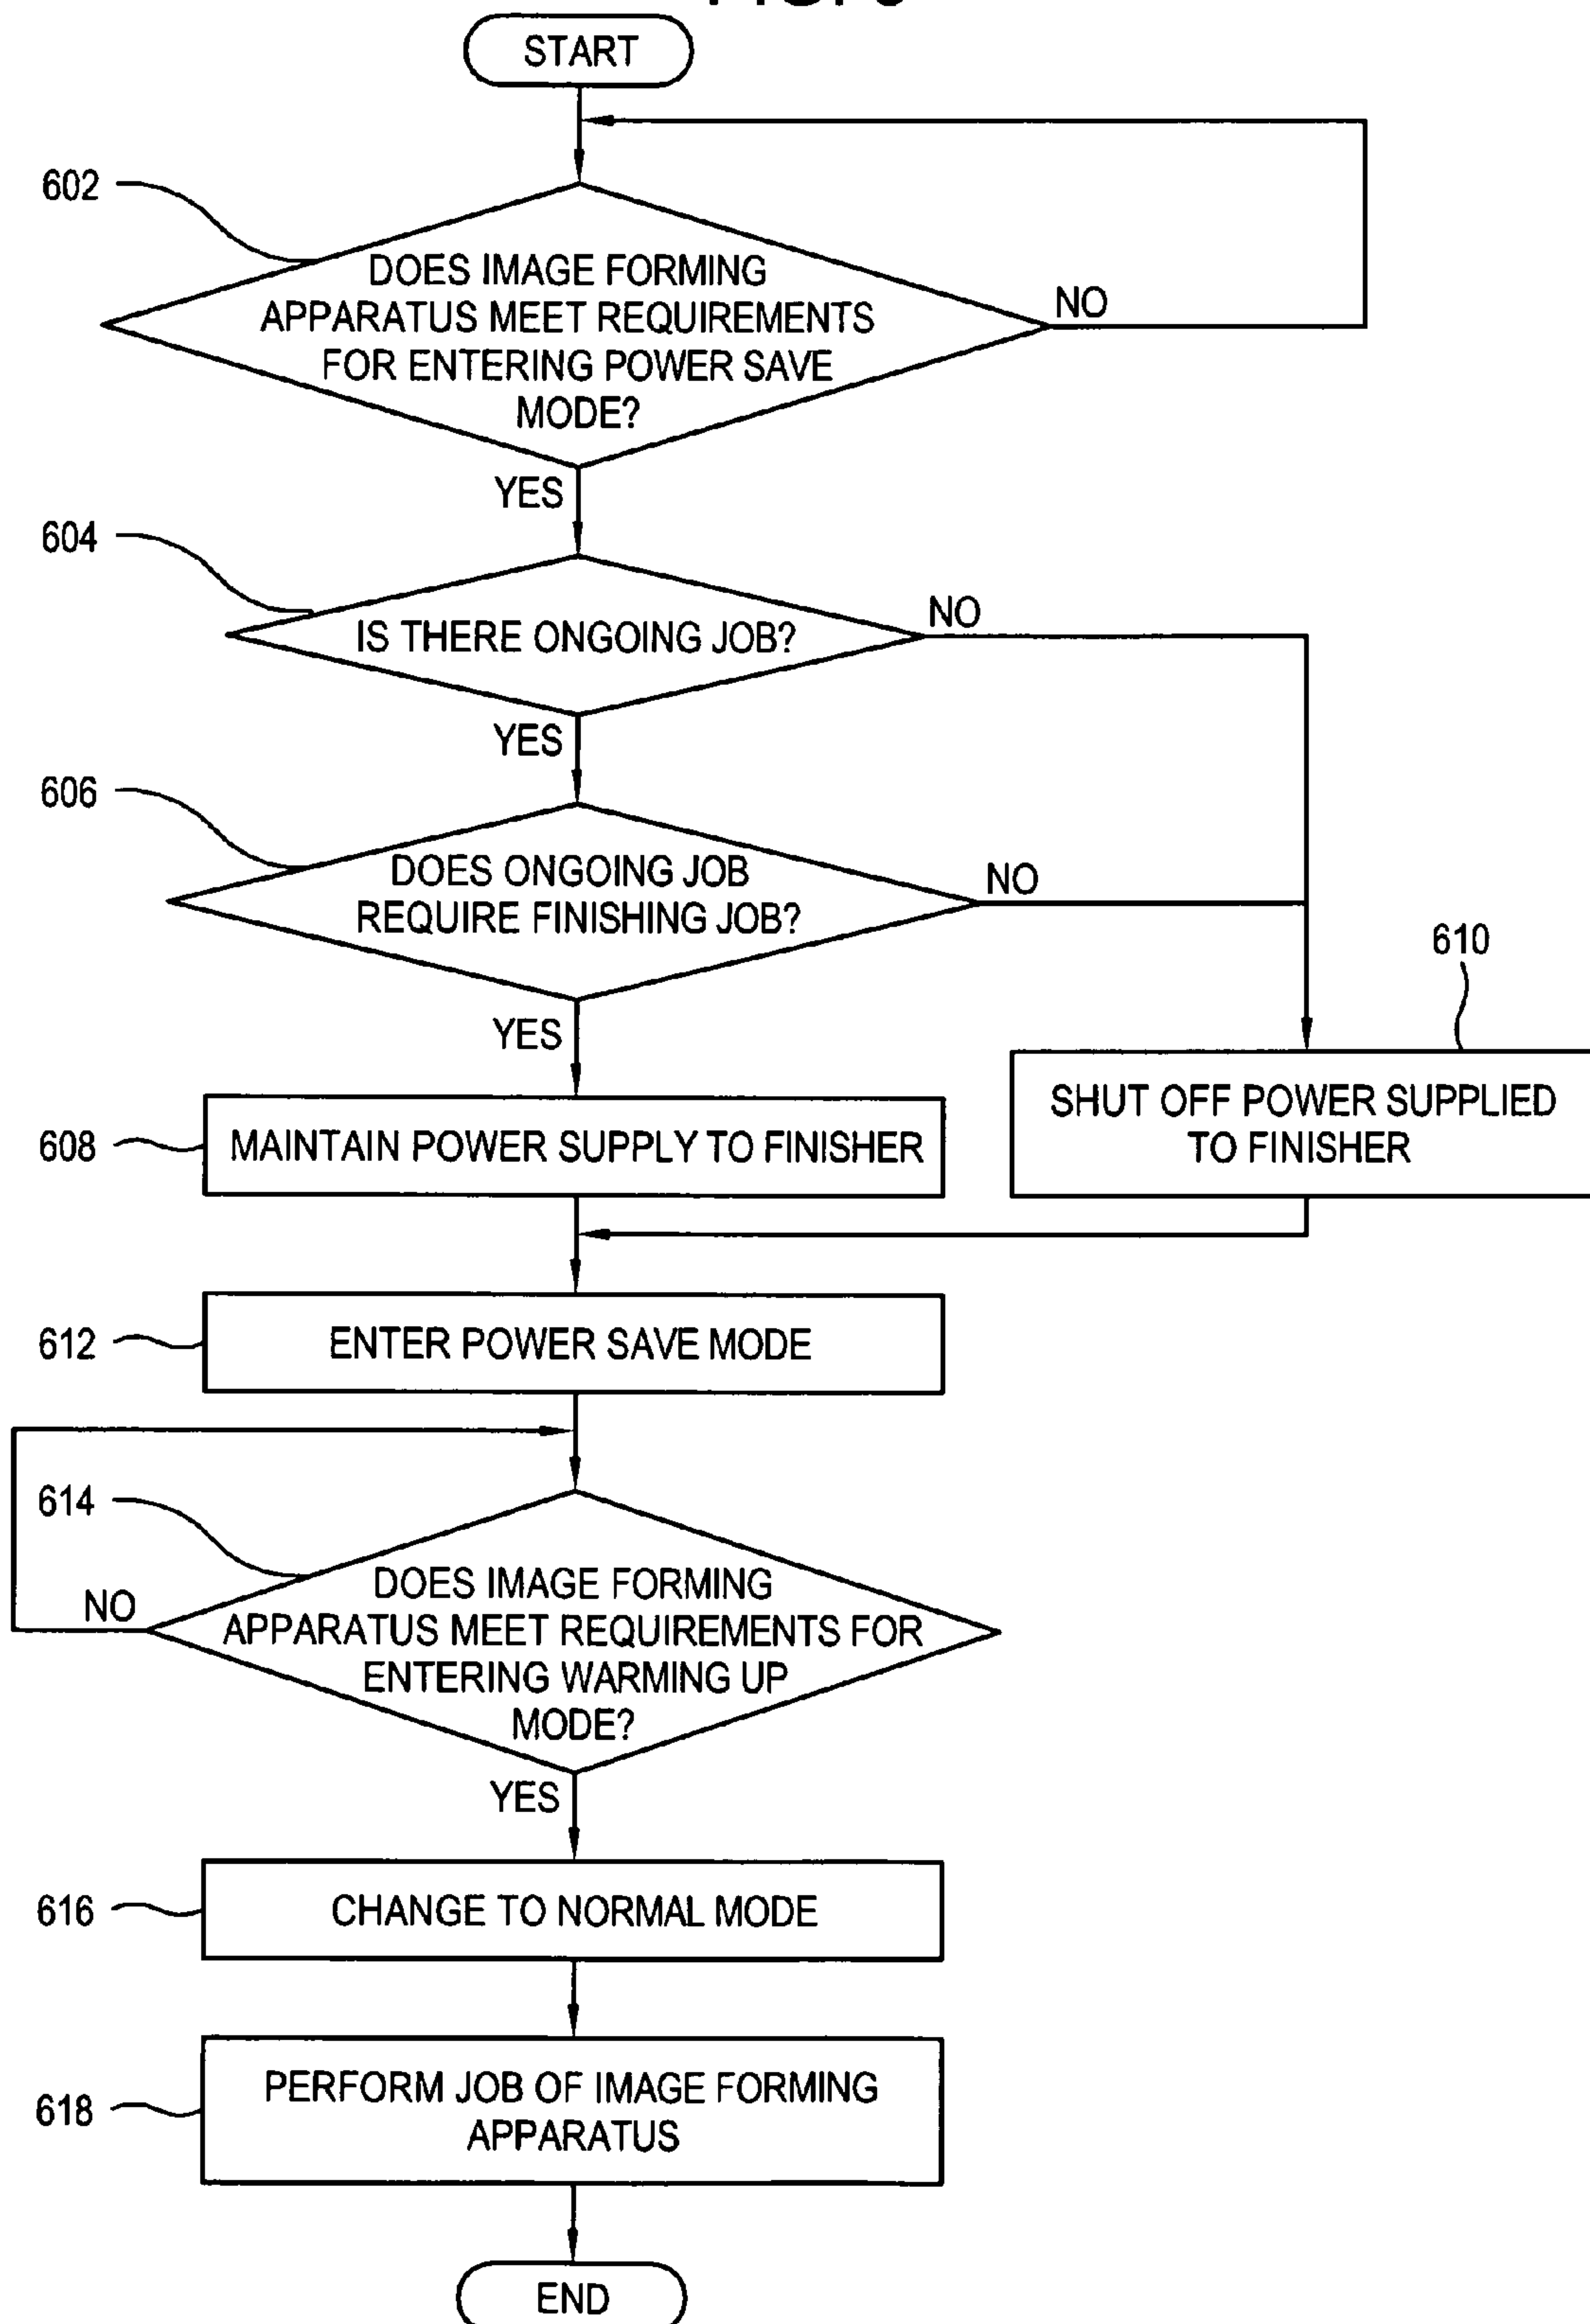 START
602
DOES IMAGE FORMING
APPARATUS MEET REQUIREMENTS
FOR ENTERING POWER SAVE
MODE?
NO
YES
604
IS THERE ONGOING JOB?
NO
YES
606
DOES ONGOING JOB
REQUIRE FINISHING JOB?
NO
YES
610
SHUT OFF POWER SUPPLIED
TO FINISHER
608
MAINTAIN POWER SUPPLY TO FINISHER
612
ENTER POWER SAVE MODE
614
DOES IMAGE FORMING
APPARATUS MEET REQUIREMENTS FOR
ENTERING WARMING UP
MODE?
NO
YES
616
CHANGE TO NORMAL MODE
618
PERFORM JOB OF IMAGE FORMING
APPARATUS
END